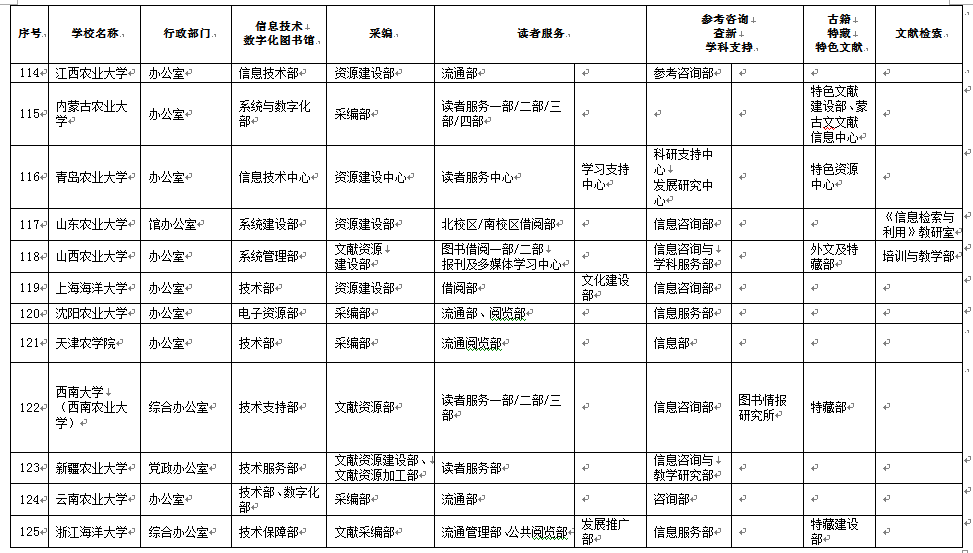 序号 学校名称 行政部门 信息技术 数字化图书馆 采编 读者服务 参考咨询 查新 学科支持 古籍 特藏 特色文献 文献检索
114 江西农业大学 办公室 信息技术部 资源建设部 流通部 参考咨询部
115 内蒙古农业大学 办公室 系统与数字化部 采编部 读者服务一部/二部/三部/四部 特色文献建设部、蒙古文文献信息中心
116 青岛农业大学 办公室 信息技术中心 资源建设中心 读者服务中心 学习支持中心 科研支持中心 发展研究中心 特色资源中心
117 山东农业大学 馆办公室 系统建设部 资源建设部 北校区/南校区借阅部 信息咨询部 《信息检索与利用》教研室
118 山西农业大学 办公室 系统管理部 文献资源建设部 图书借阅一部/二部 报刊及多媒体学习中心 信息咨询与学科服务部 外文及特藏部 培训与教学部
119 上海海洋大学 办公室 技术部 资源建设部 借阅部 文化建设部 信息咨询部
120 沈阳农业大学 办公室 电子资源部 采编部 流通部、阅览部 信息服务部
121 天津农学院 办公室 技术部 采编部 流通阅览部 信息部
122 西南大学（西南农业大学） 综合办公室 技术支持部 文献资源部 读者服务一部/二部/三部 信息咨询部 图书情报研究所 特藏部
123 新疆农业大学 党政办公室 技术服务部 文献资源建设部、文献资源加工部 读者服务部 信息咨询与教学研究部
124 云南农业大学 办公室 技术部、数字化部 采编部 流通部 咨询部
125 浙江海洋大学 综合办公室 技术保障部 文献采编部 流通管理部、公共阅览部 发展推广部 信息服务部 特藏建设部